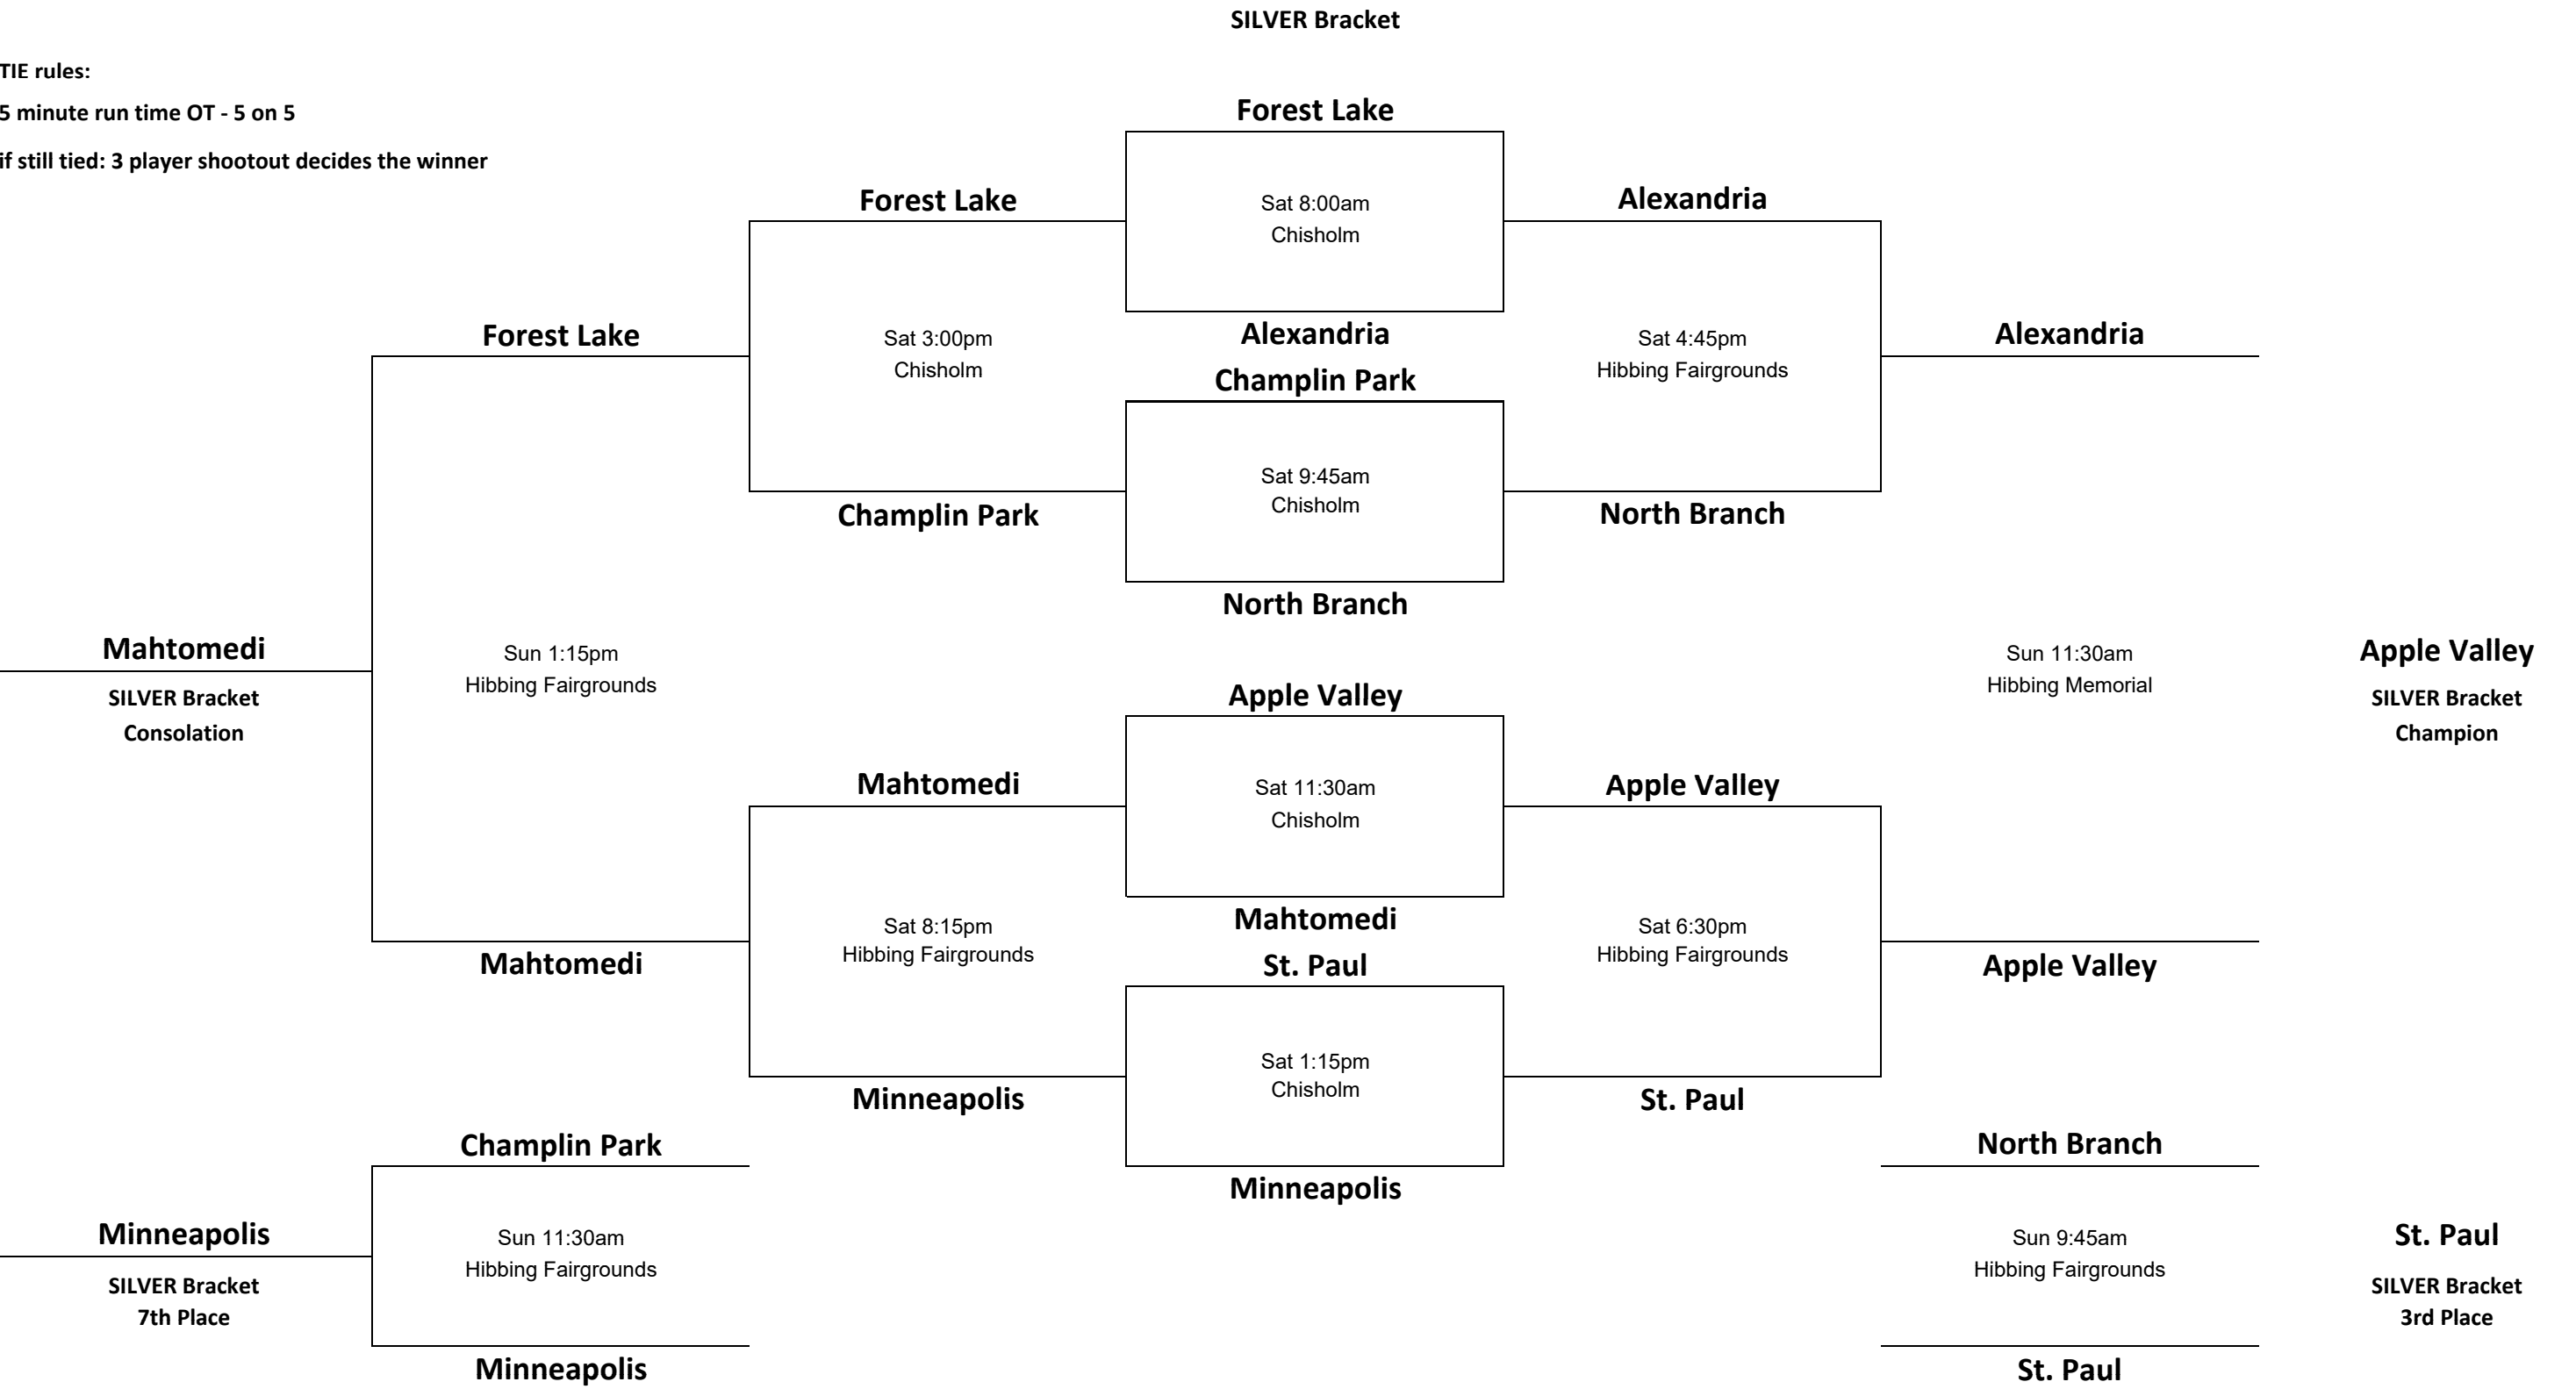 SILVER Bracket
TIE rules:
5 minute run time OT - 5 on 5
if still tied: 3 player shootout decides the winner
Forest Lake
Sat 8:00am
Chisholm
Alexandria
Champlin Park
Sat 9:45am
Chisholm
North Branch
Apple Valley
Sat 11:30am
Chisholm
Mahtomedi
St. Paul
Sat 1:15pm
Chisholm
Minneapolis
Forest Lake
Sat 3:00pm
Chisholm
Champlin Park
Mahtomedi
Sat 8:15pm
Hibbing Fairgrounds
Minneapolis
Forest Lake
Sun 1:15pm
Hibbing Fairgrounds
Mahtomedi
Mahtomedi
SILVER Bracket
Consolation
Champlin Park
Sun 11:30am
Hibbing Fairgrounds
Minneapolis
Minneapolis
SILVER Bracket
7th Place
Alexandria
Sat 4:45pm
Hibbing Fairgrounds
North Branch
Apple Valley
Sat 6:30pm
Hibbing Fairgrounds
St. Paul
Alexandria
Sun 11:30am
Hibbing Memorial
Apple Valley
Apple Valley
SILVER Bracket
Champion
North Branch
Sun 9:45am
Hibbing Fairgrounds
St. Paul
St. Paul
SILVER Bracket
3rd Place